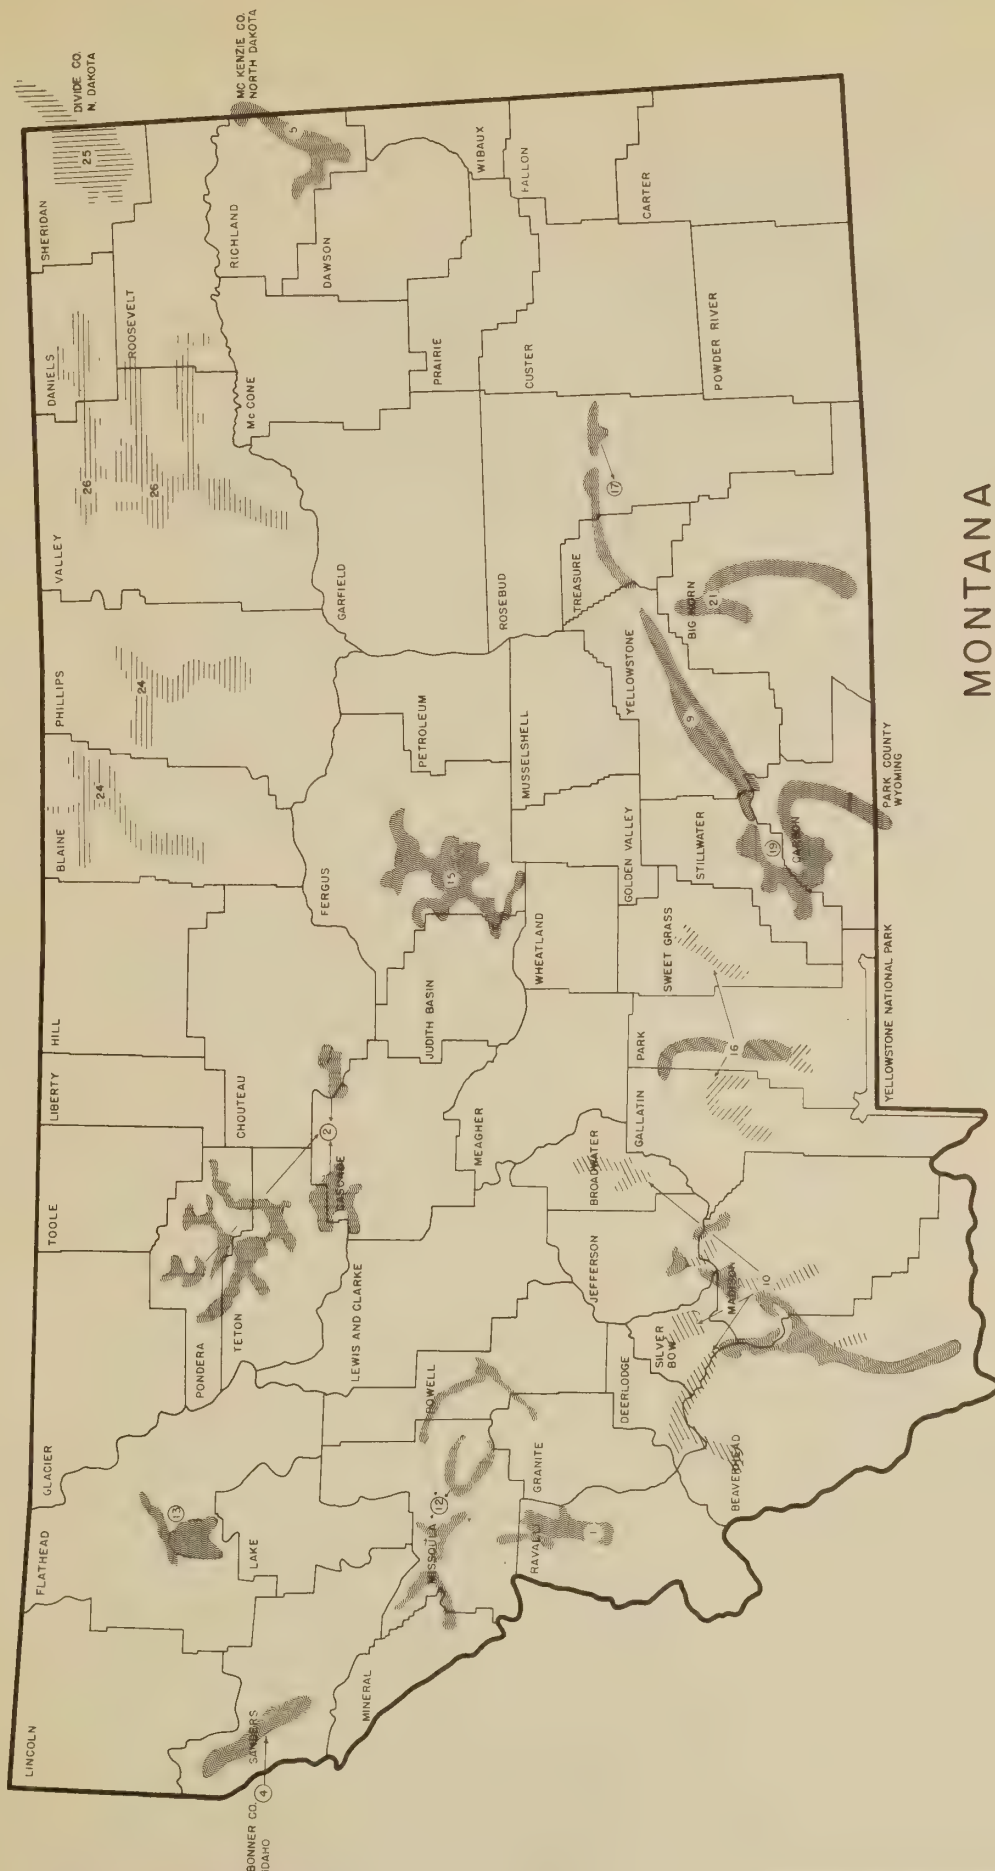 DIVIDE CO.
N. DAKOTA
MC KENZIE CO.
NORTH DAKOTA
SHERIDAN
25
DANIELS
ROOSEVELT
RICHLAND
5
DAWSON
WIBAUX
FALLON
CARTER
McCONE
PRAIRIE
CUSTER
POWDER RIVER
VALLEY
26
26
GARFIELD
ROSEBUD
TREASURE
17
PHILLIPS
24
PETROLEUM
MUSSELSHELL
YELLOWSTONE
BIG HORN
21
9
BLAINE
24
FERGUS
15
GOLDEN VALLEY
STILLWATER
19
CARBON
PARK COUNTY
WYOMING
HILL
LIBERTY
CHOUTEAU
JUDITH BASIN
WHEATLAND
SWEET GRASS
YELLOWSTONE NATIONAL PARK
TOOLE
2
CASCADE
MEAGHER
BROADWATER
GALLATIN
PARK
16
PONDERA
TETON
LEWIS AND CLARKE
JEFFERSON
MADISON
10
GLACIER
POWELL
DEERLODGE
SILVER
BOW
BEAVERHEAD
FLATHEAD
13
LAKE
12
MISSOULA
GRANITE
RAVALLI
1
LINCOLN
SANDERS
MINERAL
BONNER CO.
IDAHO
4
MONTANA